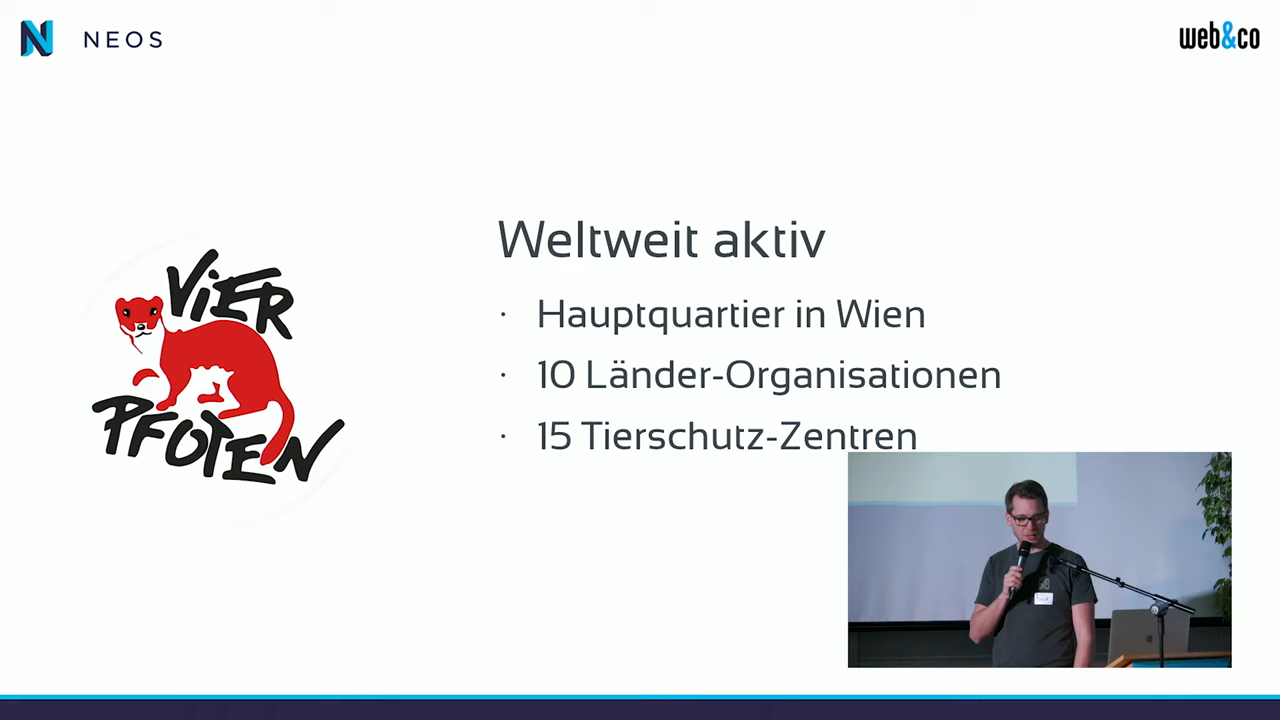 NEOS
web&co
VIER
PFOTEN
Weltweit aktiv
· Hauptquartier in Wien
· 10 Länder-Organisationen
· 15 Tierschutz-Zentren